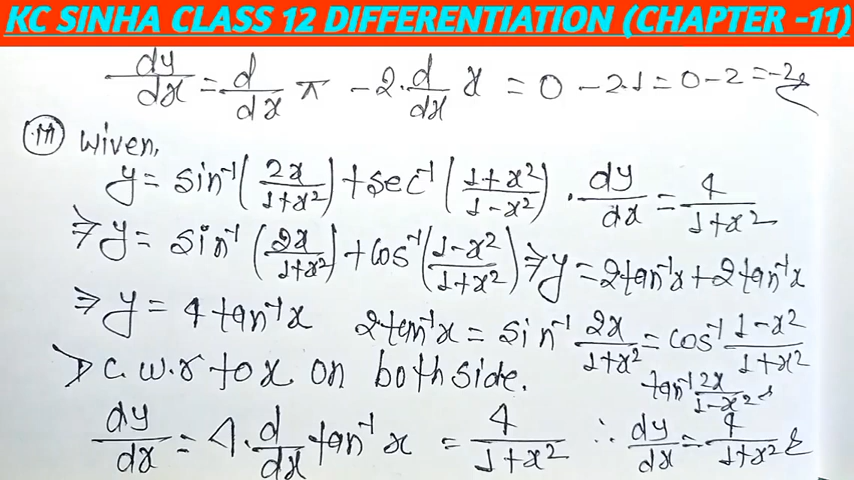 KC SINHA CLASS 12 DIFFERENTIATION (CHAPTER -11)
dy/dx = d/dx π - 2·d/dx x = 0 - 2·1 = 0 - 2 = -2
(iii) Given,
y = sin⁻¹(2x/1+x²) + sec⁻¹(1+x²/1-x²) · dy/dx = 4/1+x²
⇒ y = sin⁻¹(2x/1+x²) + cos⁻¹(1-x²/1+x²) ⇒ y = 2tan⁻¹x + 2tan⁻¹x
⇒ y = 4 tan⁻¹x 2tan⁻¹x = sin⁻¹ 2x/1+x² = cos⁻¹ 1-x²/1+x²
tan⁻¹ 2x/1-x²
D.C. w.r to x on both side.
dy/dx = 4·d/dx tan⁻¹ x = 4/1+x² ∴ dy/dx = 4/1+x²